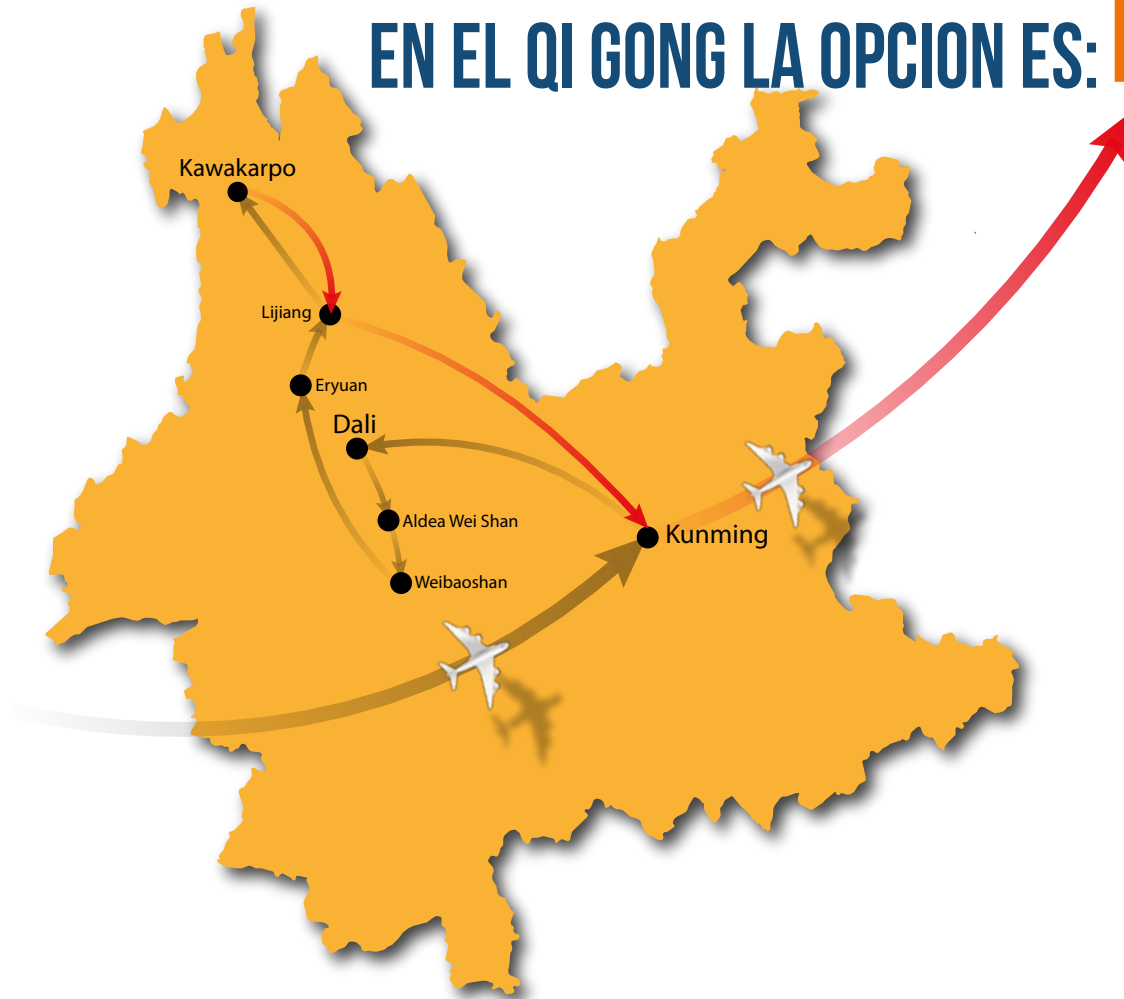 EN EL QI GONG LA OPCION ES:
Kawakarpo
Lijiang
Eryuan
Dali
Aldea Wei Shan
Kunming
Weibaoshan